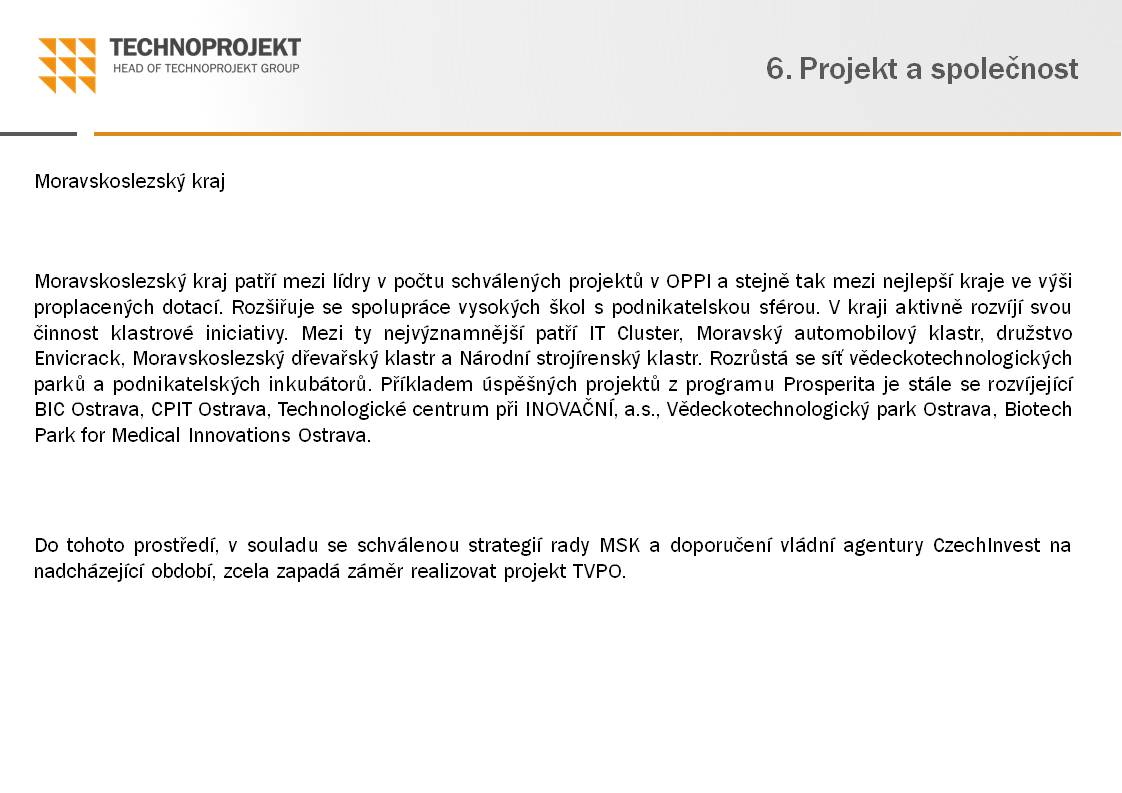 TECHNOPROJEKT
HEAD OF TECHNOPROJEKT GROUP
6. Projekt a společnost
Moravskoslezský kraj
Moravskoslezský kraj patří mezi lídry v počtu schválených projektů v OPPI a stejně tak mezi nejlepší kraje ve výši
proplacených dotací. Rozšiřuje se spolupráce vysokých škol s podnikatelskou sférou. V kraji aktivně rozvíjí svou
činnost klastrové iniciativy. Mezi ty nejvýznamnější patří IT Cluster, Moravský automobilový klastr, družstvo
Envicrack, Moravskoslezský dřevařský klastr a Národní strojírenský klastr. Rozrůstá se síť vědeckotechnologických
parků a podnikatelských inkubátorů. Příkladem úspěšných projektů z programu Prosperita je stále se rozvíjející
BIC Ostrava, CPIT Ostrava, Technologické centrum při INOVAČNÍ, a.s., Vědeckotechnologický park Ostrava, Biotech
Park for Medical Innovations Ostrava.
Do tohoto prostředí, v souladu se schválenou strategií rady MSK a doporučení vládní agentury CzechInvest na
nadcházející období, zcela zapadá záměr realizovat projekt TVPO.